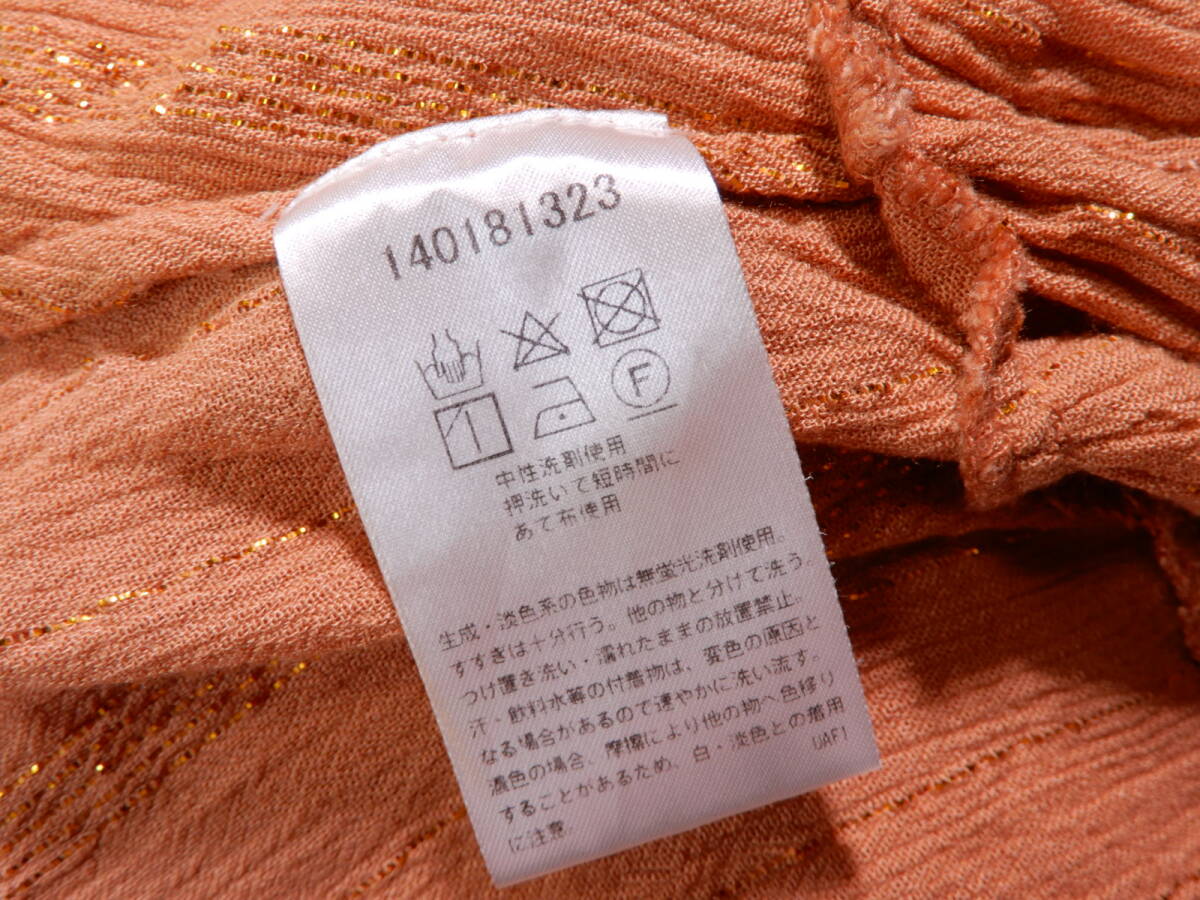 140181323
F
中性洗剤使用
押洗いで短時間に
あて布使用
生成・淡色系の色物は無蛍光洗剤使用。
すすぎは十分行う。他の物と分けて洗う。
つけ置き洗い・濡れたままの放置禁止。
汗・飲料水等の付着物は、変色の原因と
なる場合があるので速やかに洗い流す。
濃色の場合、摩擦により他の物へ色移り
することがあるため、白・淡色との着用
に注意
UAF1